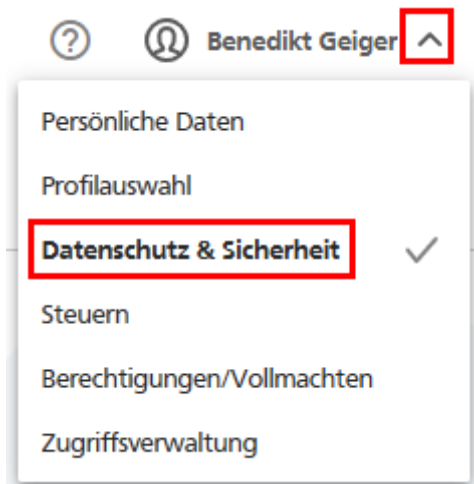 Benedikt Geiger
Persönliche Daten
Profilauswahl
Datenschutz & Sicherheit
Steuern
Berechtigungen/Vollmachten
Zugriffsverwaltung